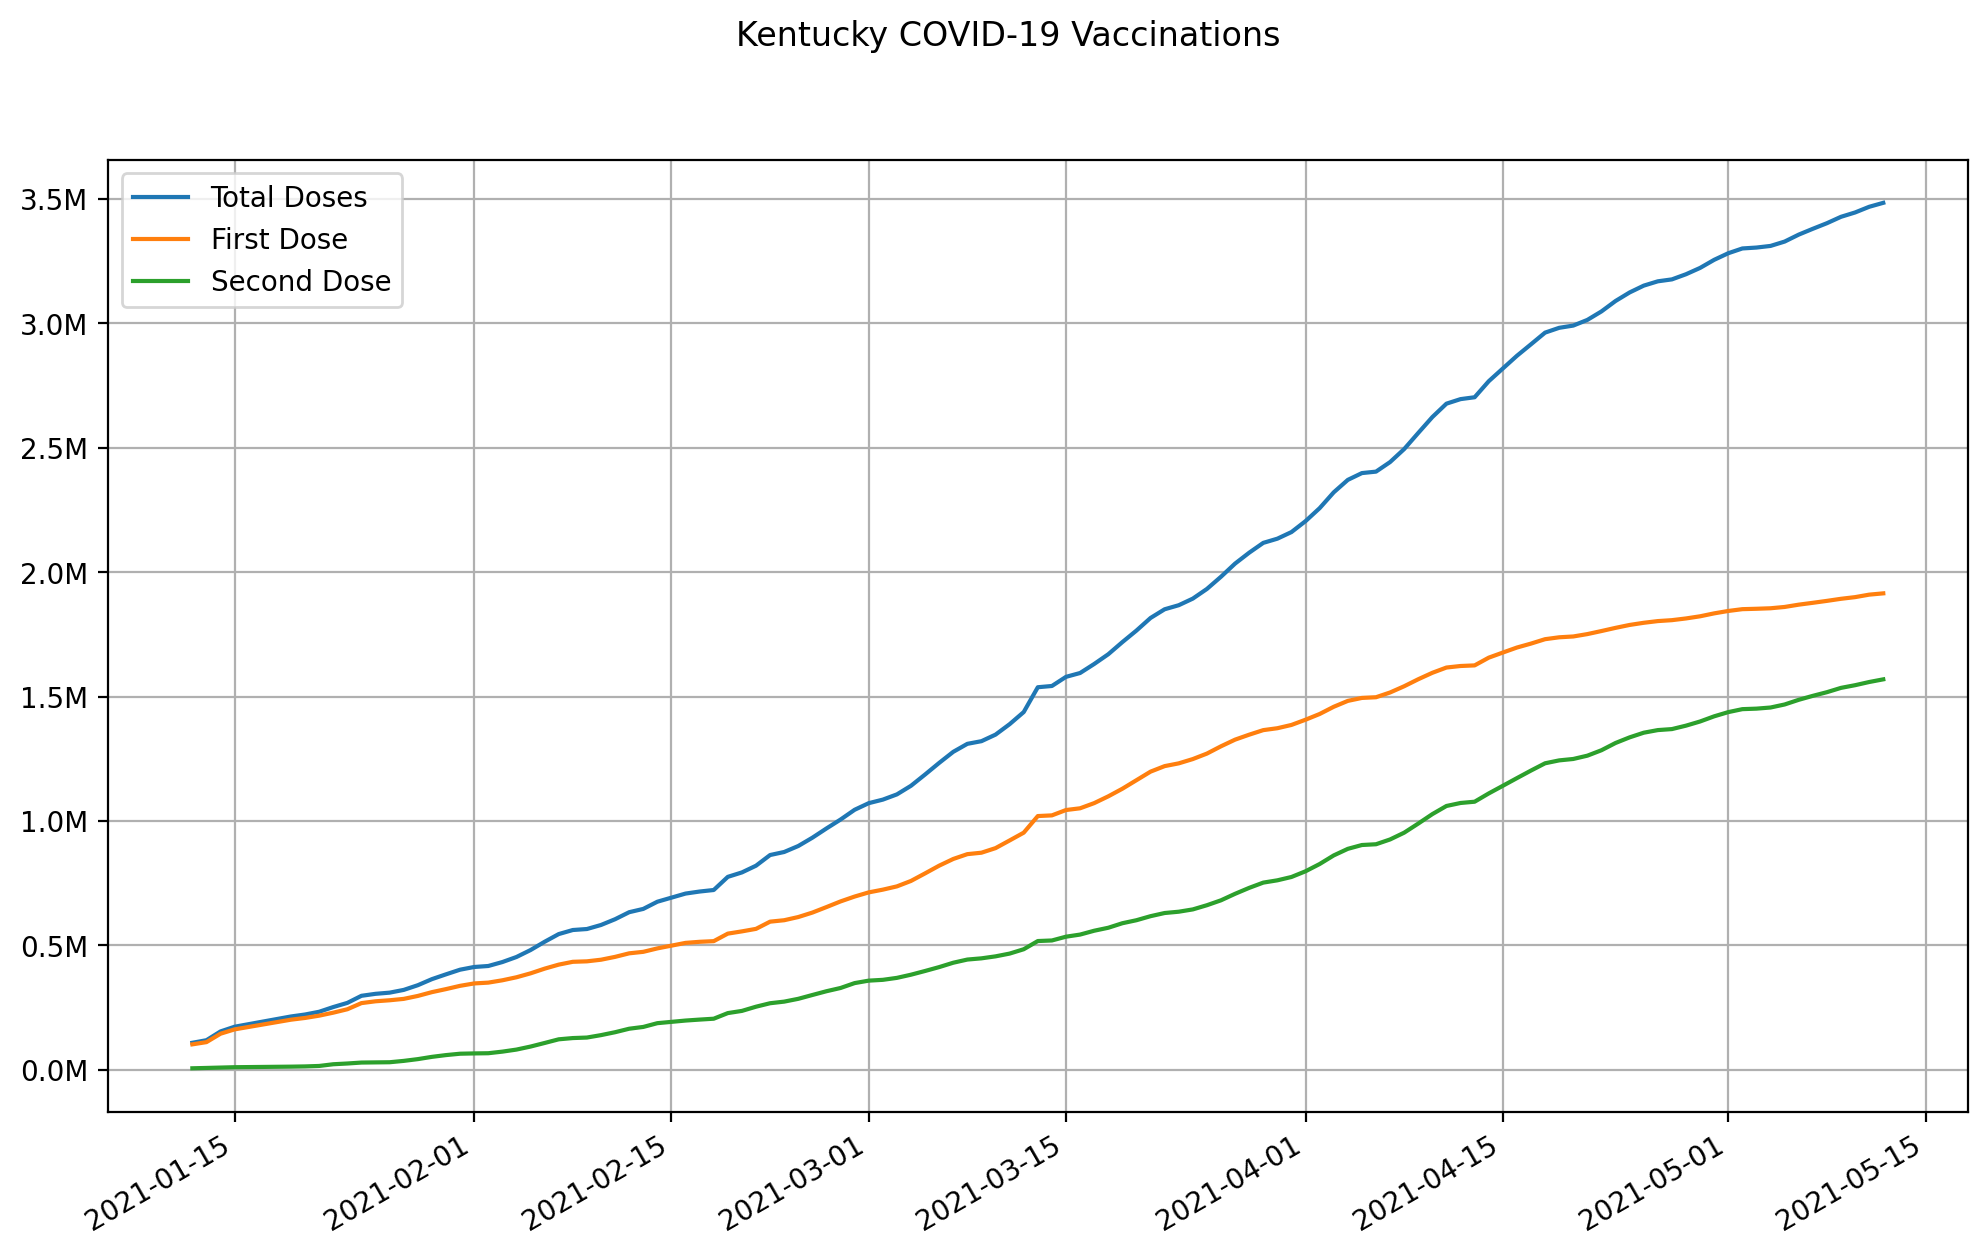 Kentucky COVID-19 Vaccinations
Total Doses
First Dose
Second Dose
3.5M
3.0M
2.5M
2.0M
1.5M
1.0M
0.5M
0.0M
2021-01-15
2021-02-01
2021-02-15
2021-03-01
2021-03-15
2021-04-01
2021-04-15
2021-05-01
2021-05-15